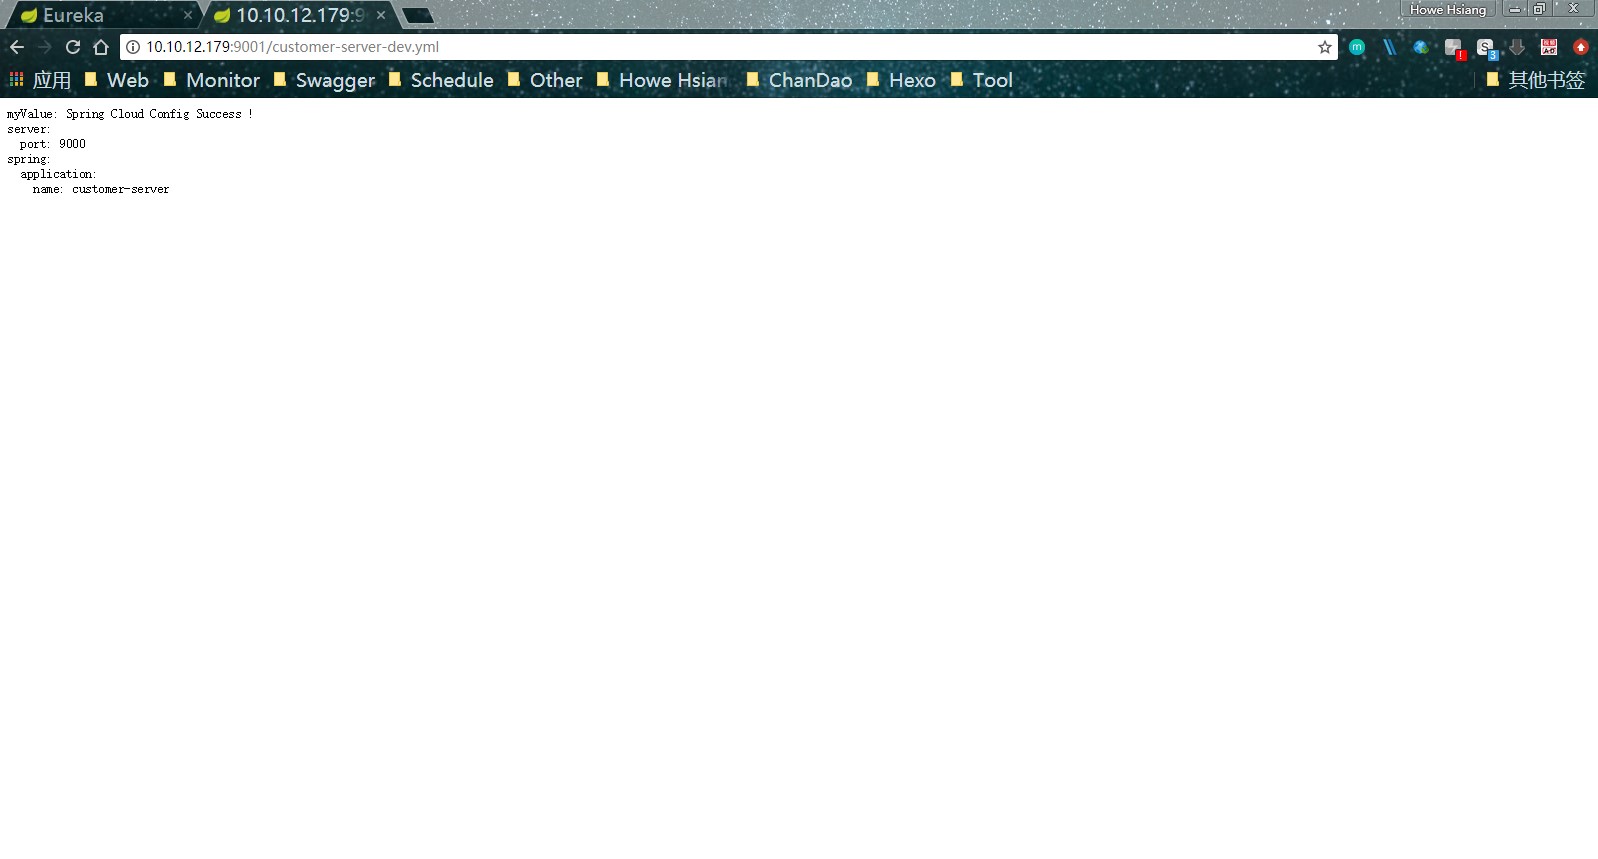 Eureka
10.10.12.179:9
Howe Hsiang
10.10.12.179:9001/customer-server-dev.yml
应用 Web Monitor Swagger Schedule Other Howe Hsian ChanDao Hexo Tool 其他书签
myValue: Spring Cloud Config Success !
server:
  port: 9000
spring:
  application:
    name: customer-server